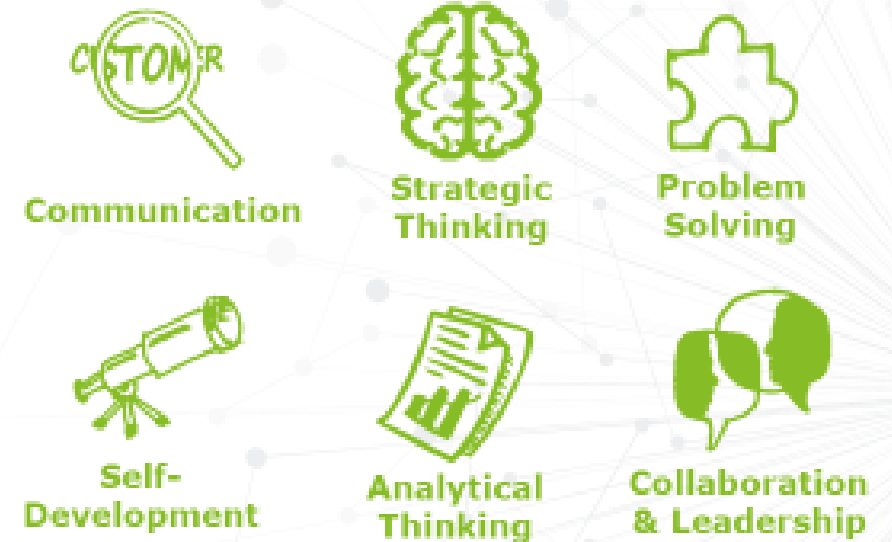 CUSTOMER
Communication
Strategic
Thinking
Problem
Solving
Self-
Development
Analytical
Thinking
Collaboration
& Leadership